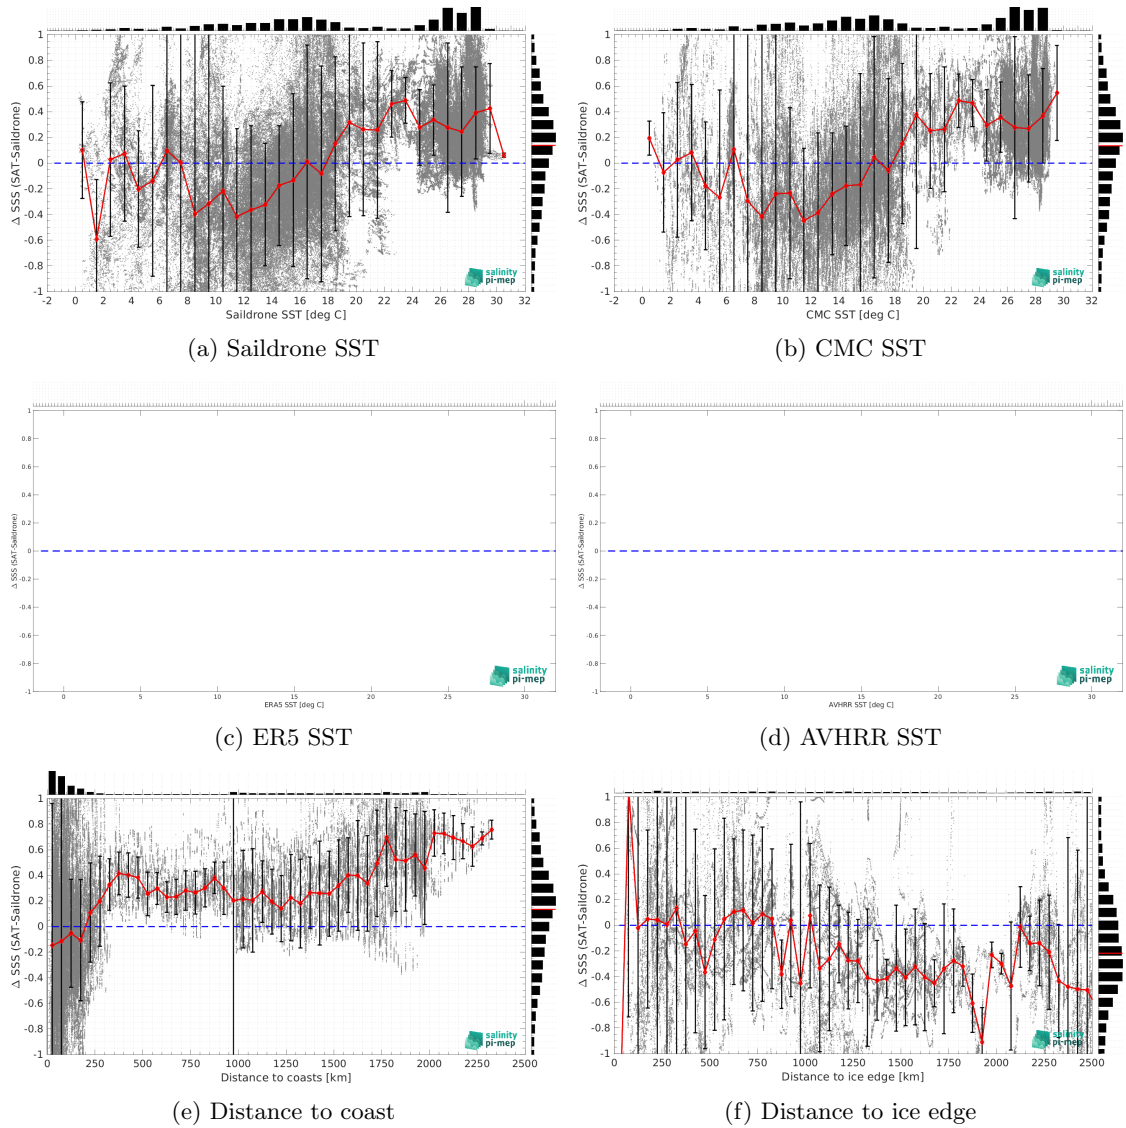 1
0.8
0.6
0.4
0.2
0
-0.2
-0.4
-0.6
-0.8
-1
Δ SSS (SAT-Saildrone)
-2 0 2 4 6 8 10 12 14 16 18 20 22 24 26 28 30 32
Saildrone SST [deg C]
salinity
pi-mep
(a) Saildrone SST
1
0.8
0.6
0.4
0.2
0
-0.2
-0.4
-0.6
-0.8
-1
Δ SSS (SAT-Saildrone)
-2 0 2 4 6 8 10 12 14 16 18 20 22 24 26 28 30 32
CMC SST [deg C]
salinity
pi-mep
(b) CMC SST
1
0.8
0.6
0.4
0.2
0
-0.2
-0.4
-0.6
-0.8
-1
Δ SSS (SAT-Saildrone)
0 5 10 15 20 25 30
ERA5 SST [deg C]
salinity
pi-mep
(c) ER5 SST
1
0.8
0.6
0.4
0.2
0
-0.2
-0.4
-0.6
-0.8
-1
Δ SSS (SAT-Saildrone)
0 5 10 15 20 25 30
AVHRR SST [deg C]
salinity
pi-mep
(d) AVHRR SST
1
0.8
0.6
0.4
0.2
0
-0.2
-0.4
-0.6
-0.8
-1
Δ SSS (SAT-Saildrone)
0 250 500 750 1000 1250 1500 1750 2000 2250 2500
Distance to coasts [km]
salinity
pi-mep
(e) Distance to coast
1
0.8
0.6
0.4
0.2
0
-0.2
-0.4
-0.6
-0.8
-1
Δ SSS (SAT-Saildrone)
0 250 500 750 1000 1250 1500 1750 2000 2250 2500
Distance to ice edge [km]
salinity
pi-mep
(f) Distance to ice edge